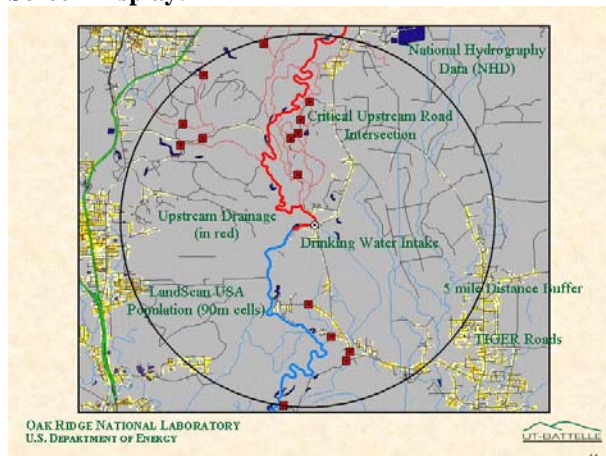 National Hydrography
Data (NHD)
Critical Upstream Road
Intersection
Upstream Drainage
(in red)
Drinking Water Intake
LandScan USA
Population (90m cells)
5 mile Distance Buffer
TIGER Roads
OAK RIDGE NATIONAL LABORATORY
U.S. DEPARTMENT OF ENERGY
UT-BATTELLE